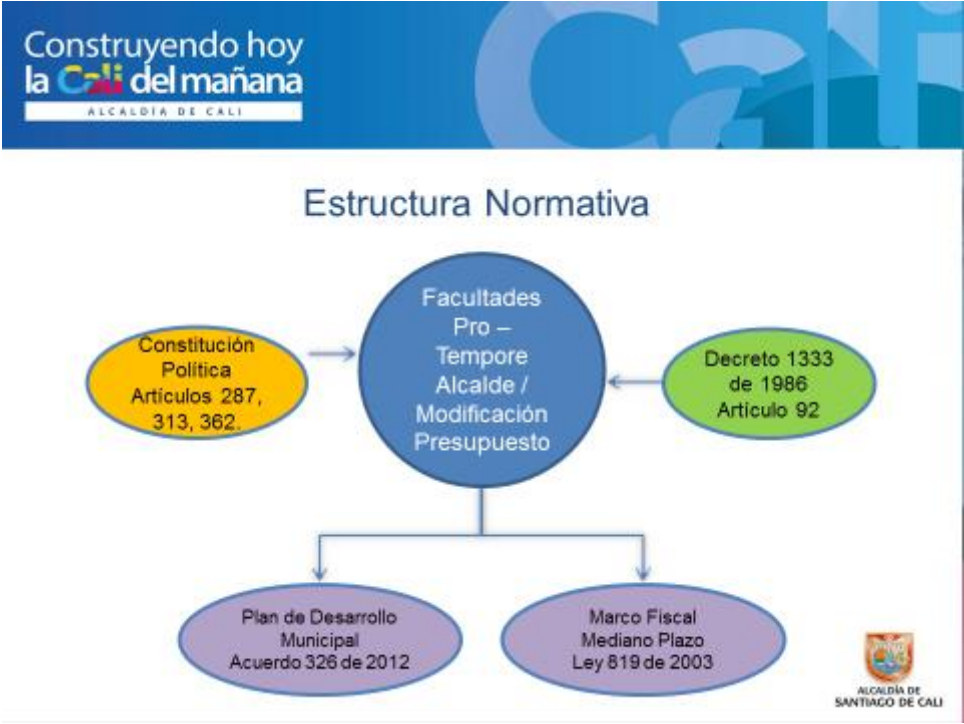 Construyendo hoy
la Cali del mañana
ALCALDÍA DE CALI
Cali
Estructura Normativa
Facultades
Pro –
Tempore
Alcalde /
Modificación
Presupuesto
Constitución
Política
Artículos 287,
313, 362.
Decreto 1333
de 1986
Artículo 92
Plan de Desarrollo
Municipal
Acuerdo 326 de 2012
Marco Fiscal
Mediano Plazo
Ley 819 de 2003
ALCALDÍA DE
SANTIAGO DE CALI